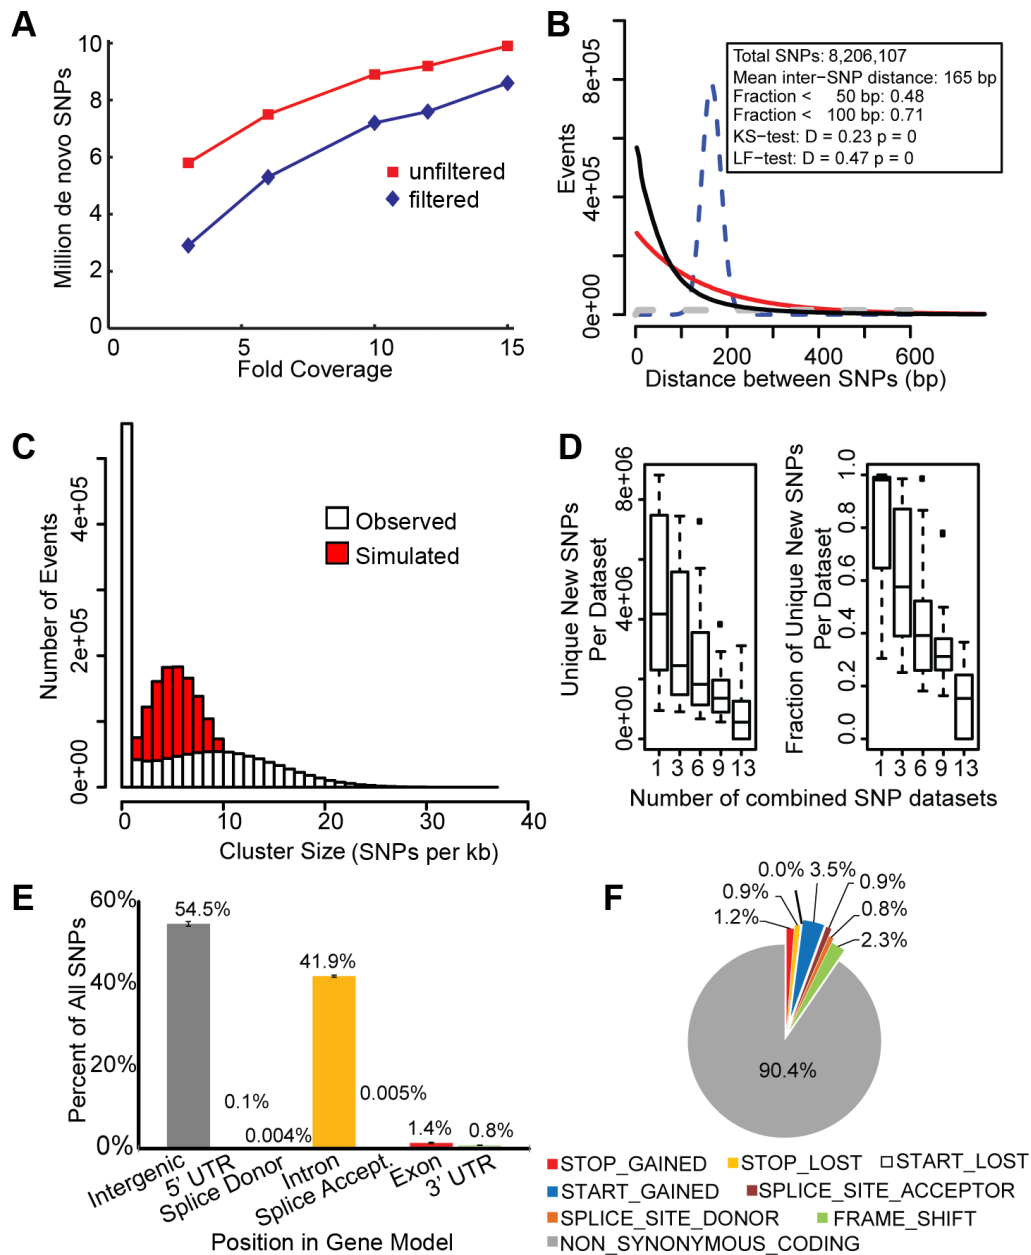 A
Million de novo SNPs
10
8
6
4
2
0
0 5 10 15
Fold Coverage
unfiltered
filtered
B
Events
8e+05
4e+05
0e+00
Total SNPs: 8,206,107
Mean inter−SNP distance: 165 bp
Fraction < 50 bp: 0.48
Fraction < 100 bp: 0.71
KS−test: D = 0.23 p = 0
LF−test: D = 0.47 p = 0
0 200 400 600
Distance between SNPs (bp)
C
Number of Events
4e+05
2e+05
0e+00
Observed
Simulated
0 10 20 30 40
Cluster Size (SNPs per kb)
D
Unique New SNPs
Per Dataset
8e+06
4e+06
0e+00
1 3 6 9 13
Fraction of Unique New SNPs
Per Dataset
1.0
0.8
0.6
0.4
0.2
0.0
1 3 6 9 13
Number of combined SNP datasets
E
Percent of All SNPs
60%
40%
20%
0%
54.5%
0.1%
0.004%
41.9%
0.005%
1.4%
0.8%
Intergenic
5' UTR
Splice Donor
Intron
Splice Accept.
Exon
3' UTR
Position in Gene Model
F
0.0%
3.5%
0.9%
0.9%
1.2%
0.8%
2.3%
90.4%
STOP_GAINED STOP_LOST START_LOST
START_GAINED SPLICE_SITE_ACCEPTOR
SPLICE_SITE_DONOR FRAME_SHIFT
NON_SYNONYMOUS_CODING